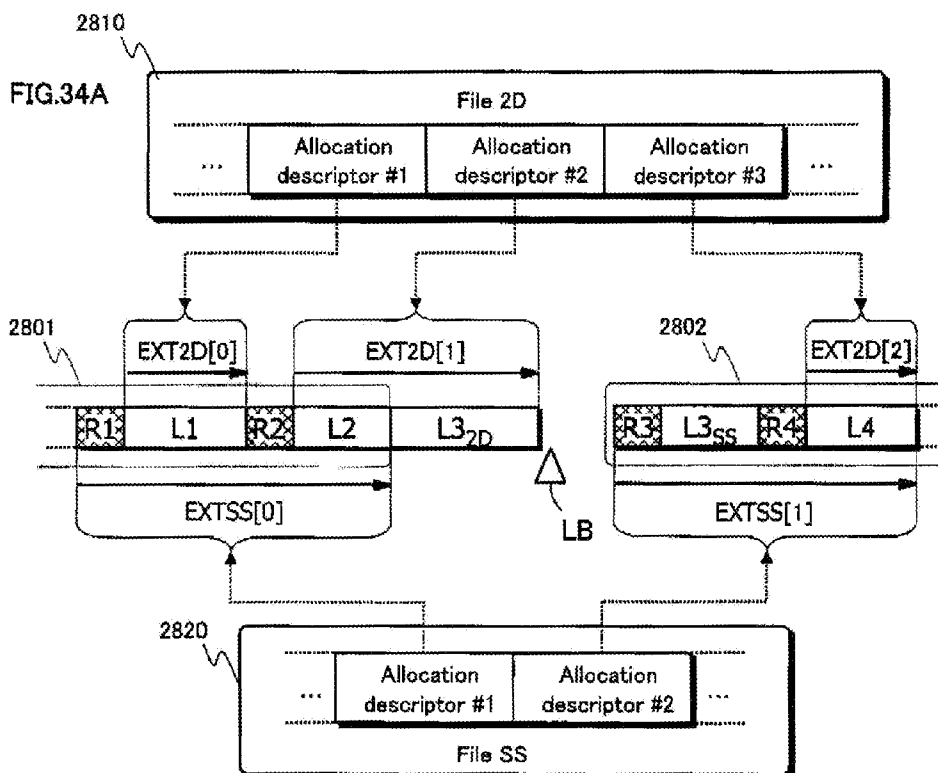 2810
FIG.34A
File 2D
... Allocation descriptor #1 Allocation descriptor #2 Allocation descriptor #3 ...
2801
EXT2D[0]
EXT2D[1]
2802
EXT2D[2]
R1 L1 R2 L2 L32D
R3 L3SS R4 L4
EXTSS[0]
LB
EXTSS[1]
2820
... Allocation descriptor #1 Allocation descriptor #2 ...
File SS